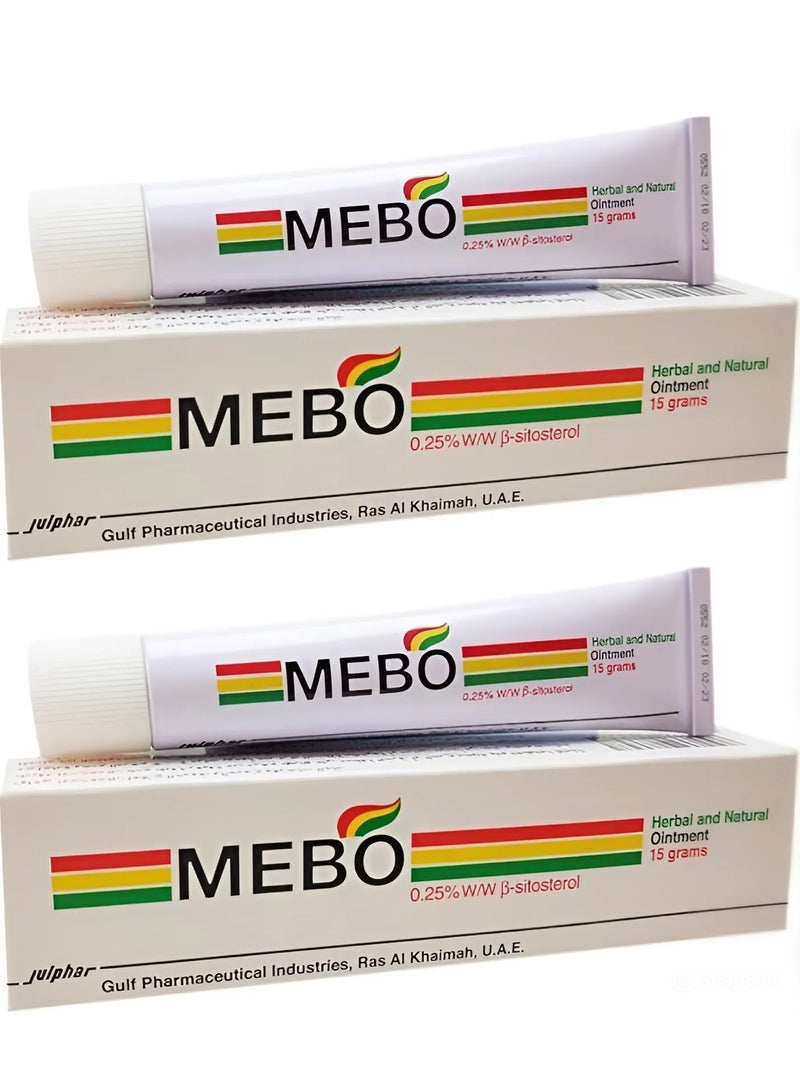 MEBO
Herbal and Natural
Ointment
15 grams
0.25% W/W β-sitosterol
julphar
MEBO
Herbal and Natural
Ointment
15 grams
0.25% W/W β-sitosterol
julphar
Gulf Pharmaceutical Industries, Ras Al Khaimah, U.A.E.
MEBO
Herbal and Natural
Ointment
15 grams
0.25% W/W β-sitosterol
julphar
MEBO
Herbal and Natural
Ointment
15 grams
0.25% W/W β-sitosterol
julphar
Gulf Pharmaceutical Industries, Ras Al Khaimah, U.A.E.